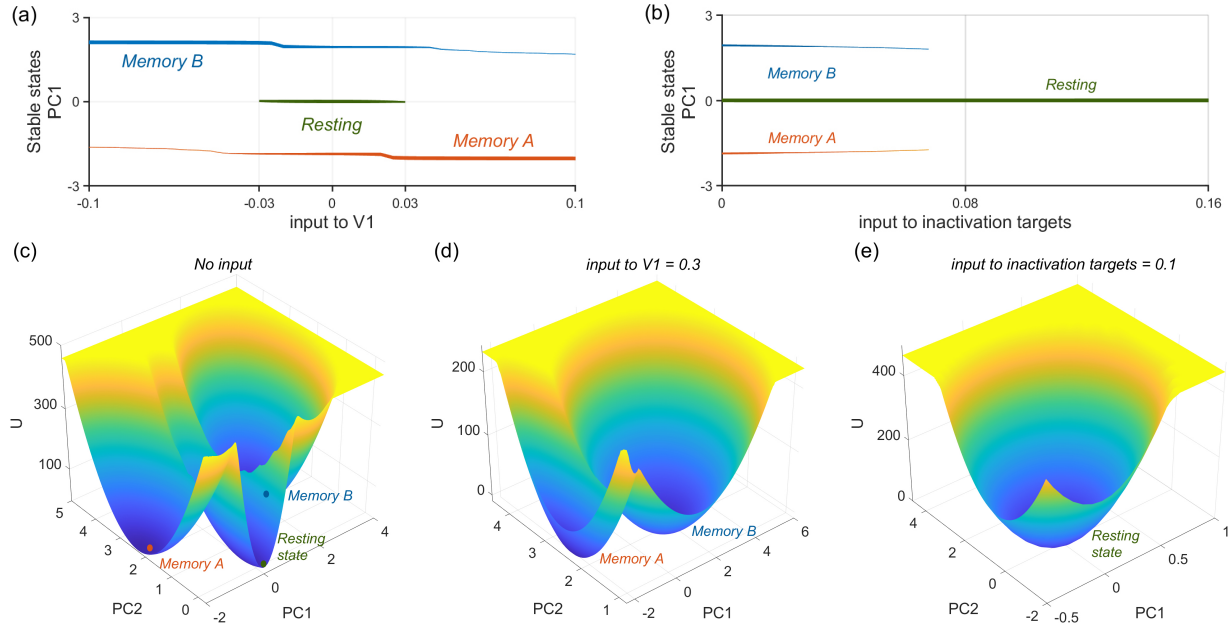 (a)
3
0
-3
Stable states
PC1
Memory B
Resting
Memory A
-0.1
-0.03
0
0.03
0.1
input to V1
(b)
3
0
-3
Stable states
PC1
Memory B
Resting
Memory A
0
0.08
0.16
input to inactivation targets
(c)
No input
500
300
100
U
5
4
3
2
1
0
PC2
-2
0
2
4
PC1
Memory A
Memory B
Resting
state
(d)
input to V1 = 0.3
200
100
0
U
4
3
2
1
-2
0
2
4
6
PC2
PC1
Memory A
Memory B
(e)
input to inactivation targets = 0.1
400
200
0
U
4
2
0
-2
-0.5
0
0.5
1
PC2
PC1
Resting
state